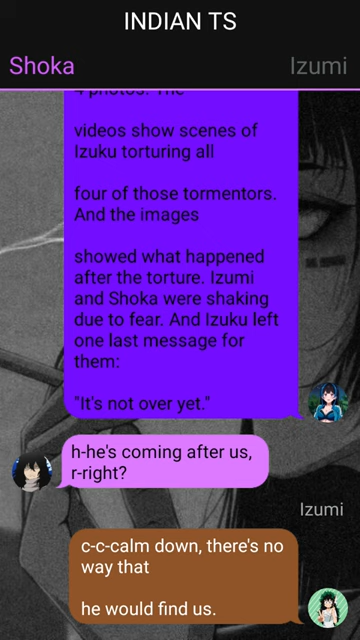 INDIAN TS
Shoka
Izumi
4 photos. The
videos show scenes of
Izuku torturing all
four of those tormentors.
And the images
showed what happened
after the torture. Izumi
and Shoka were shaking
due to fear. And Izuku left
one last message for
them:
"It's not over yet."
h-he's coming after us,
r-right?
Izumi
c-c-calm down, there's no
way that
he would find us.